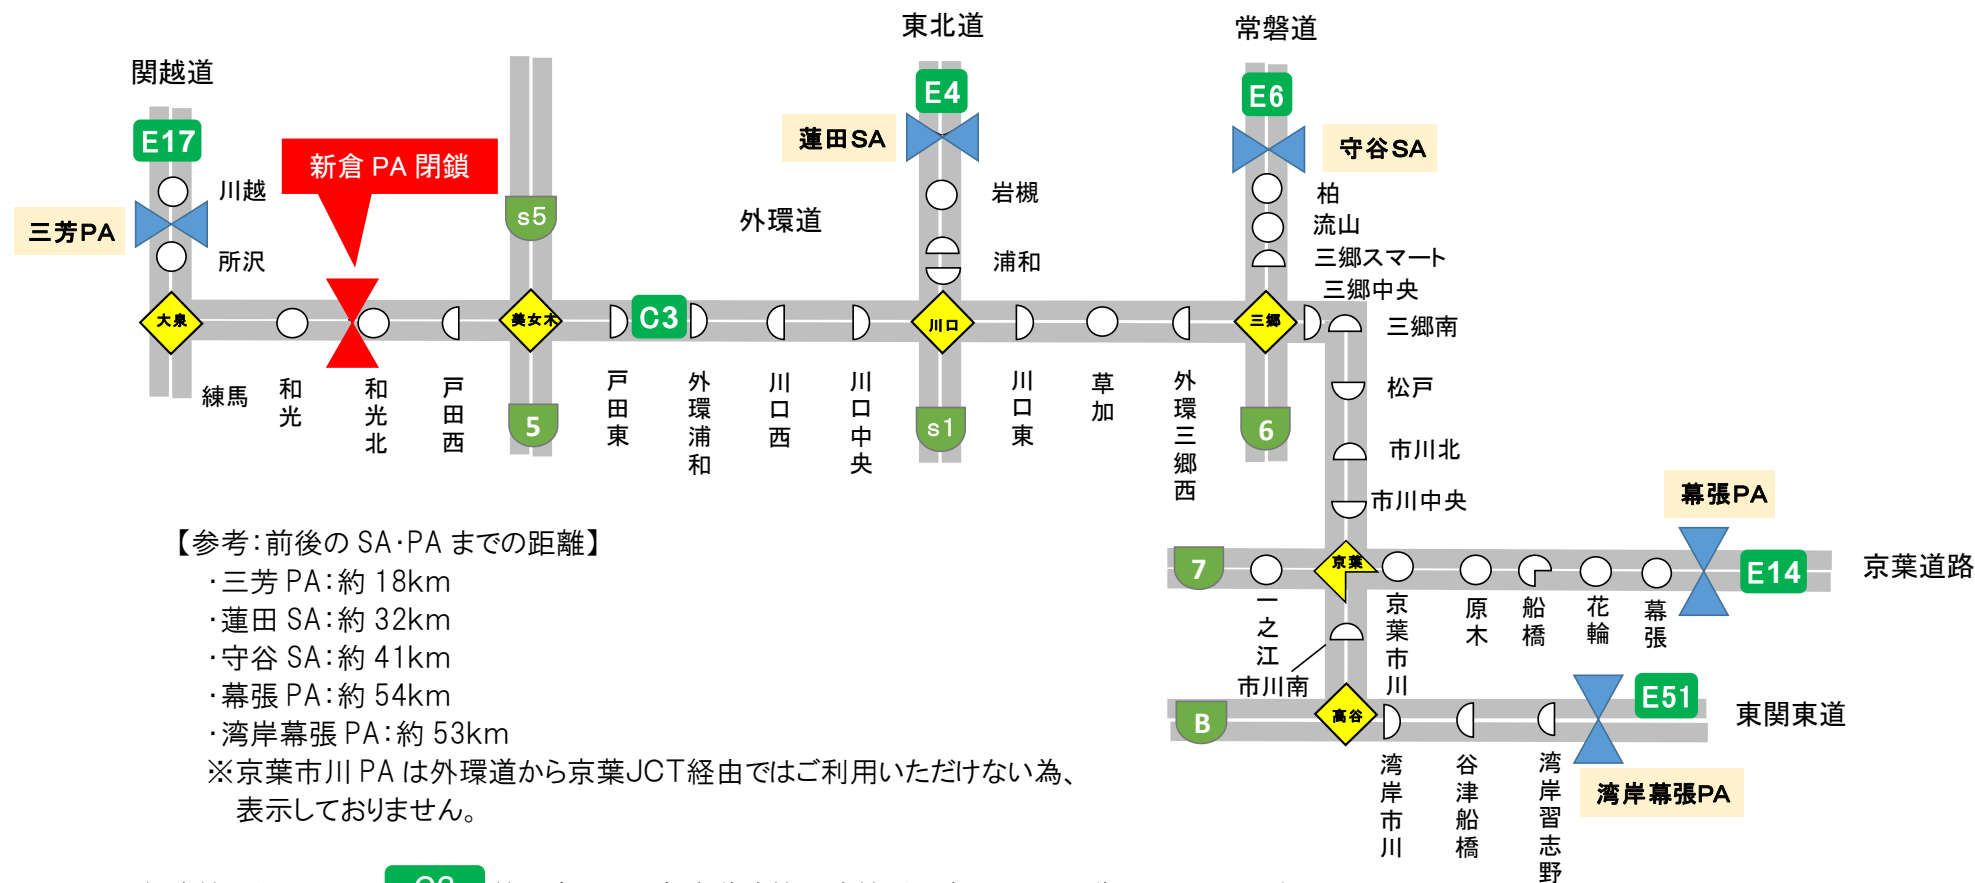 東北道
常磐道
関越道
E4
E6
E17
新倉 PA 閉鎖
蓮田SA
守谷SA
川越
s5
外環道
岩槻
柏
流山
三芳PA
所沢
浦和
三郷スマート
三郷中央
大泉
美女木
C3
川口
三郷
三郷南
練馬
和光
和光北
戸田西
5
戸田東
外環浦和
川口西
川口中央
s1
川口東
草加
外環三郷西
6
松戸
市川北
市川中央
幕張PA
【参考：前後の SA・PA までの距離】
・三芳 PA：約 18km
・蓮田 SA：約 32km
・守谷 SA：約 41km
・幕張 PA：約 54km
・湾岸幕張 PA：約 53km
※京葉市川 PA は外環道から京葉JCT経由ではご利用いただけない為、
表示しておりません。
7
一之江
京葉
京葉市川
原木
船橋
花輪
幕張
E14
京葉道路
市川南
B
高谷
湾岸市川
谷津船橋
湾岸習志野
E51
東関東道
湾岸幕張PA